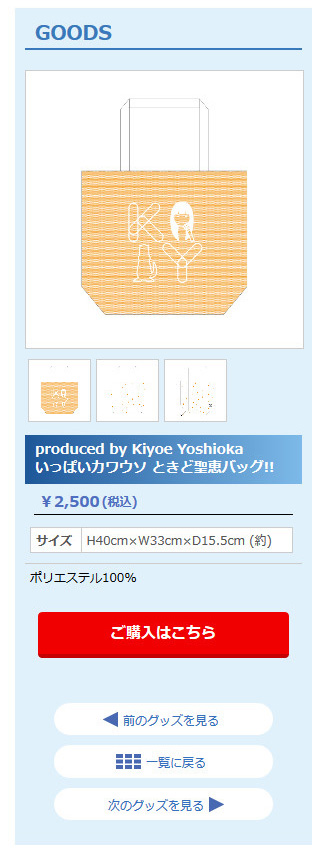 GOODS
KAIY
produced by Kiyoe Yoshioka
いっぱいカワウソ ときど聖恵バッグ!!
￥2,500(税込)
サイズ H40cm×W33cm×D15.5cm (約)
ポリエステル100%
ご購入はこちら
前のグッズを見る
一覧に戻る
次のグッズを見る